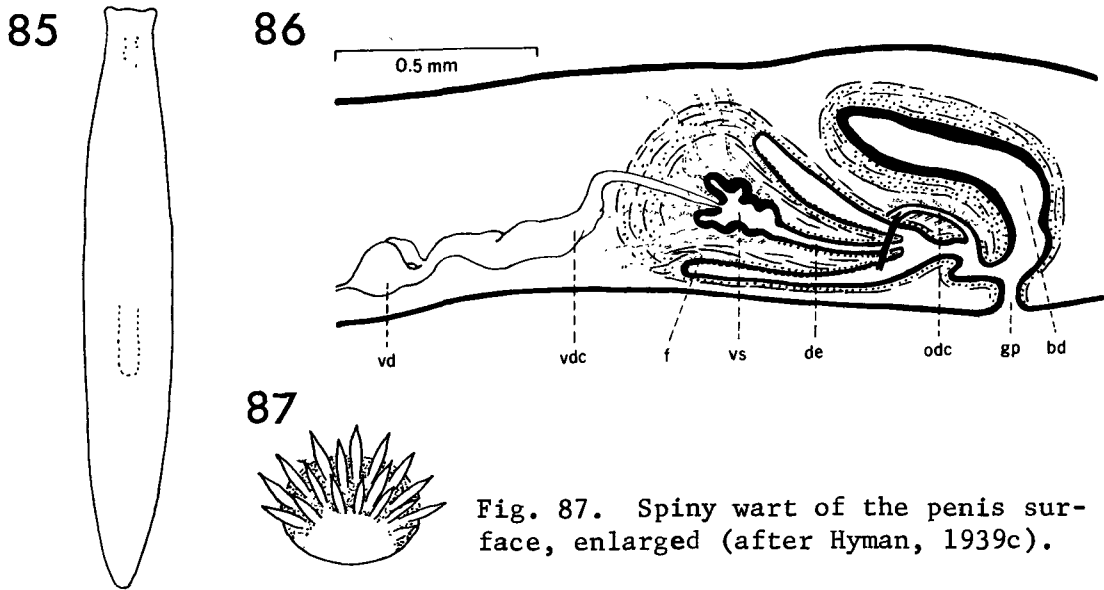 85
86
0.5 mm
vd vdc f vs de odc gp bd
87
Fig. 87. Spiny wart of the penis sur-
face, enlarged (after Hyman, 1939c).